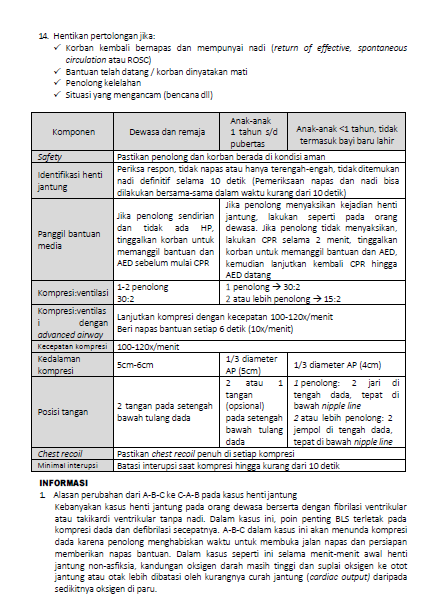 14. Hentikan pertolongan jika:
✓ Korban kembali bernapas dan mempunyai nadi (return of effective, spontaneous
circulation atau ROSC)
✓ Bantuan telah datang / korban dinyatakan mati
✓ Penolong kelelahan
✓ Situasi yang mengancam (bencana dll)
Komponen
Dewasa dan remaja
Anak-anak
1 tahun s/d
pubertas
Anak-anak <1 tahun, tidak
termasuk bayi baru lahir
Safety
Pastikan penolong dan korban berada di kondisi aman
Identifikasi henti
jantung
Periksa respon, tidak napas atau hanya terengah-engah, tidak ditemukan
nadi definitif selama 10 detik (Pemeriksaan napas dan nadi bisa
dilakukan bersama-sama dalam waktu kurang dari 10 detik)
Panggil bantuan
media
Jika penolong sendirian
dan tidak ada HP,
tinggalkan korban untuk
memanggil bantuan dan
AED sebelum mulai CPR
Jika penolong menyaksikan kejadian henti
jantung, lakukan seperti pada orang
dewasa. Jika penolong tidak menyaksikan,
lakukan CPR selama 2 menit, tinggalkan
korban untuk memanggil bantuan dan AED,
kemudian lanjutkan kembali CPR hingga
AED datang
Kompresi:ventilasi
1-2 penolong
30:2
1 penolong → 30:2
2 atau lebih penolong → 15:2
Kompresi:ventilas
i dengan
advanced airway
Lanjutkan kompresi dengan kecepatan 100-120x/menit
Beri napas bantuan setiap 6 detik (10x/menit)
Kecepatan kompresi
100-120x/menit
Kedalaman
kompresi
5cm-6cm
1/3 diameter
AP (5cm)
1/3 diameter AP (4cm)
Posisi tangan
2 tangan pada setengah
bawah tulang dada
2 atau 1
tangan
(opsional)
pada setengah
bawah tulang
dada
1 penolong: 2 jari di
tengah dada, tepat di
bawah nipple line
2 atau lebih penolong: 2
jempol di tengah dada,
tepat di bawah nipple line
Chest recoil
Pastikan chest recoil penuh di setiap kompresi
Minimal interupsi
Batasi interupsi saat kompresi hingga kurang dari 10 detik
INFORMASI
1. Alasan perubahan dari A-B-C ke C-A-B pada kasus henti jantung
Kebanyakan kasus henti jantung pada orang dewasa berserta dengan fibrilasi ventrikular
atau takikardi ventrikular tanpa nadi. Dalam kasus ini, poin penting BLS terletak pada
kompresi dada dan defibrilasi secepatnya. A-B-C dalam kasus ini akan menunda kompresi
dada karena penolong menghabiskan waktu untuk membuka jalan napas dan persiapan
memberikan napas bantuan. Dalam kasus seperti ini selama menit-menit awal henti
jantung non-asfiksia, kandungan oksigen darah masih tinggi dan suplai oksigen ke otot
jantung atau otak lebih dibatasi oleh kurangnya curah jantung (cardiac output) daripada
sedikitnya oksigen di paru.